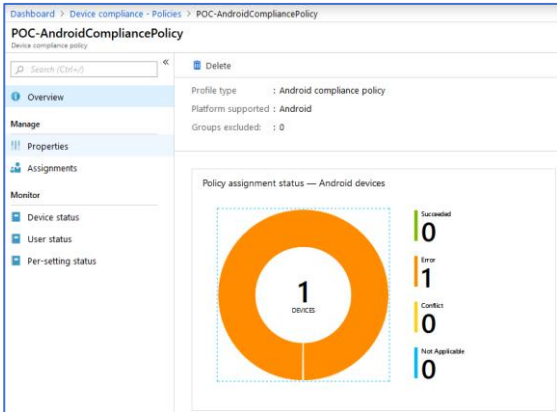 Dashboard > Device compliance - Policies > POC-AndroidCompliancePolicy
POC-AndroidCompliancePolicy
Device compliance policy
Search (Ctrl+/)
«
Overview
Manage
Properties
Assignments
Monitor
Device status
User status
Per-setting status
Delete
Profile type : Android compliance policy
Platform supported : Android
Groups excluded: : 0
Policy assignment status — Android devices
1
DEVICES
Succeeded
0
Error
1
Conflict
0
Not Applicable
0